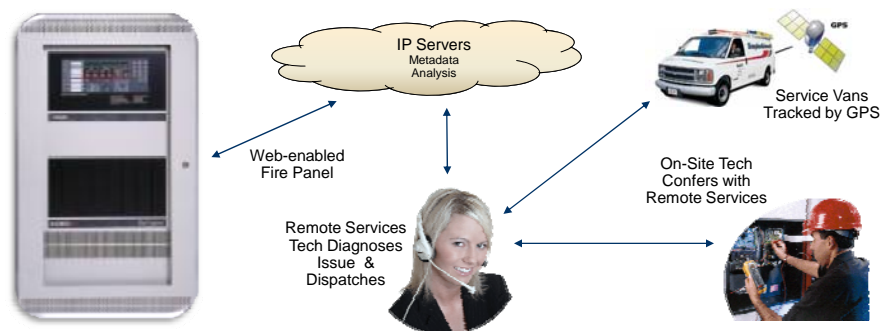 IP Servers
Metadata
Analysis
GPS
Service Vans
Tracked by GPS
Web-enabled
Fire Panel
On-Site Tech
Confers with
Remote Services
Remote Services
Tech Diagnoses
Issue &
Dispatches